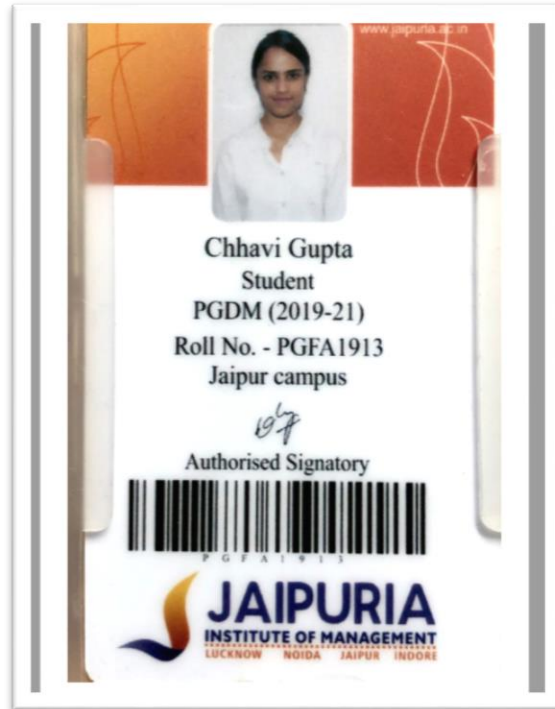 www.jaipuria.ac.in
Chhavi Gupta
Student
PGDM (2019-21)
Roll No. - PGFA1913
Jaipur campus
Authorised Signatory
PGFA1913
JAIPURIA
INSTITUTE OF MANAGEMENT
LUCKNOW NOIDA JAIPUR INDORE